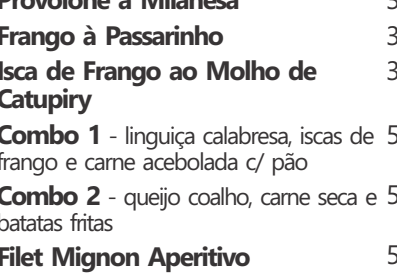 Provolone à Milanesa 3
Frango à Passarinho 3
Isca de Frango ao Molho de 3
Catupiry
Combo 1 - linguiça calabresa, iscas de 5
frango e carne acebolada c/ pão
Combo 2 - queijo coalho, carne seca e 5
batatas fritas
Filet Mignon Aperitivo 5